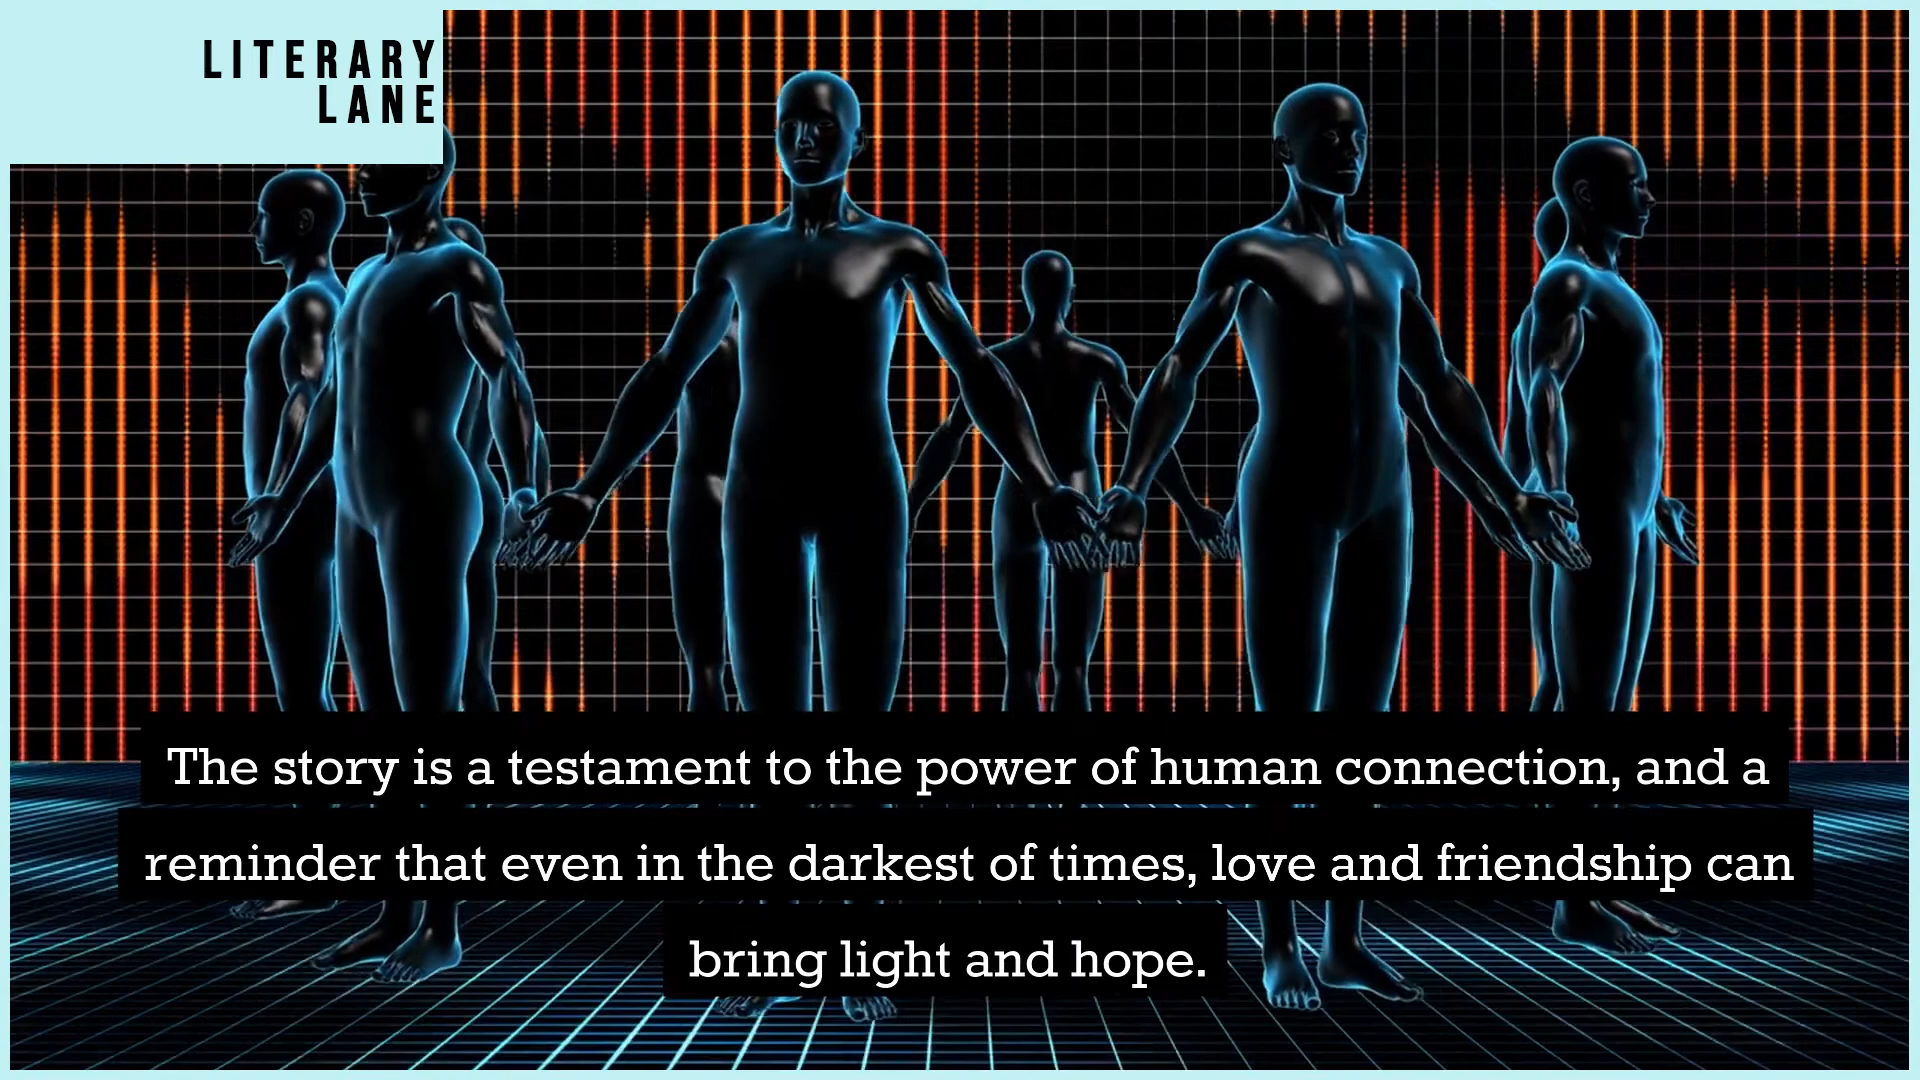 LITERARY
LANE
The story is a testament to the power of human connection, and a
reminder that even in the darkest of times, love and friendship can
bring light and hope.